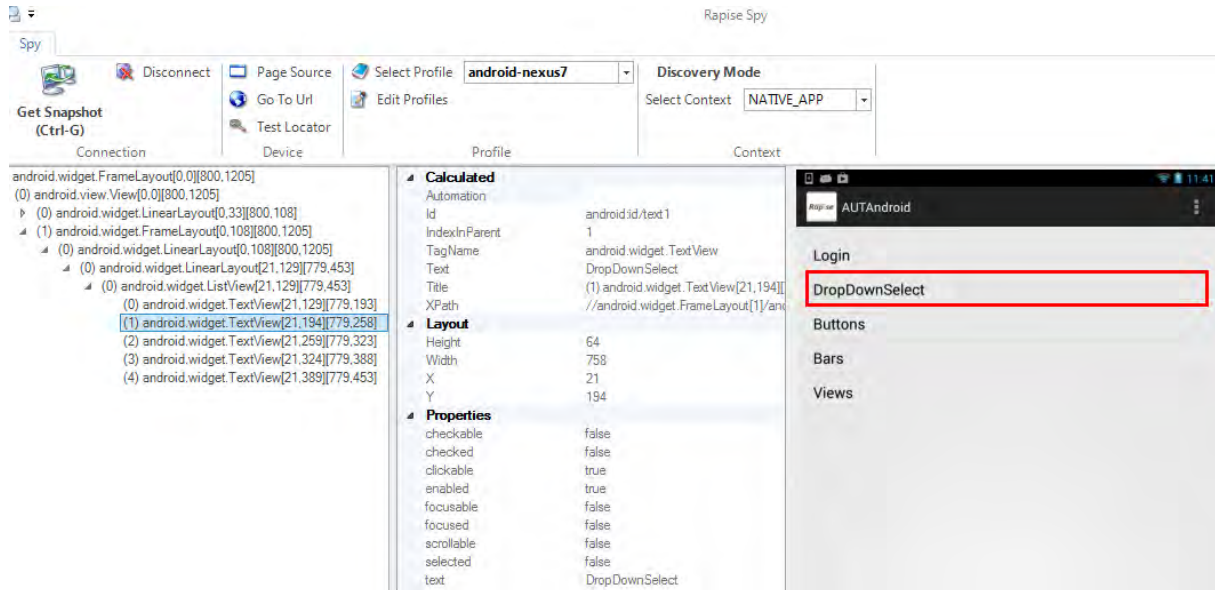 Rapise Spy
Spy
Get Snapshot
(Ctrl-G)
Disconnect
Connection
Page Source
Go To Url
Test Locator
Device
Select Profile android-nexus7
Edit Profiles
Profile
Discovery Mode
Select Context NATIVE_APP
Context
android.widget.FrameLayout[0,0][800,1205]
(0) android.view.View[0,0][800,1205]
(0) android.widget.LinearLayout[0,33][800,108]
(1) android.widget.FrameLayout[0,108][800,1205]
(0) android.widget.LinearLayout[0,108][800,1205]
(0) android.widget.LinearLayout[21,129][779,453]
(0) android.widget.ListView[21,129][779,453]
(0) android.widget.TextView[21,129][779,193]
(1) android.widget.TextView[21,194][779,258]
(2) android.widget.TextView[21,259][779,323]
(3) android.widget.TextView[21,324][779,388]
(4) android.widget.TextView[21,389][779,453]
Calculated
Automation
Id android:id/text1
IndexInParent 1
TagName android.widget.TextView
Text DropDownSelect
Title (1) android.widget.TextView[21,194][
XPath //android.widget.FrameLayout[1]/and
Layout
Height 64
Width 758
X 21
Y 194
Properties
checkable false
checked false
clickable true
enabled true
focusable false
focused false
scrollable false
selected false
text DropDownSelect
11:41
Rapise AUTAndroid
Login
DropDownSelect
Buttons
Bars
Views